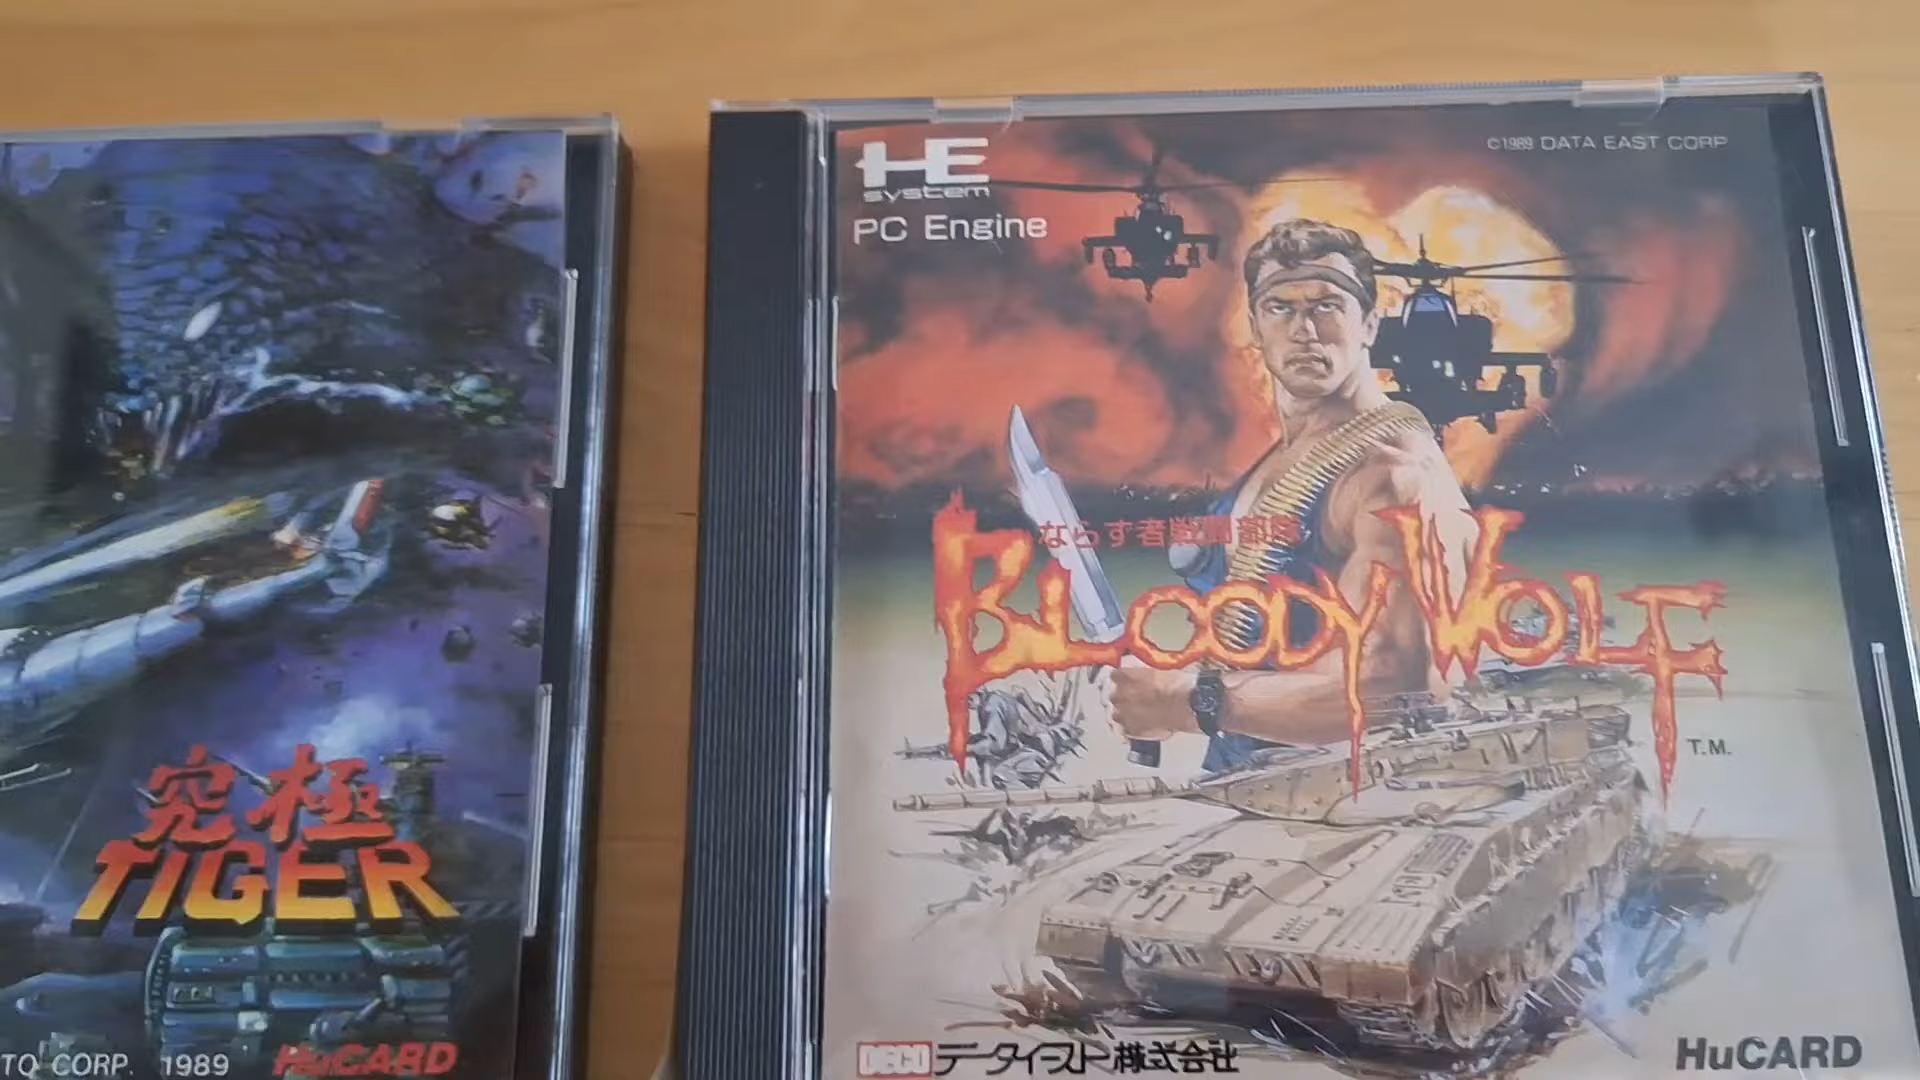 究極
TIGER
TO CORP. 1989
HuCARD
HE
system
PC Engine
©1989 DATA EAST CORP
ならず者戦闘部隊
BLOODY WOLF
T.M.
DECO データイースト株式会社
HuCARD